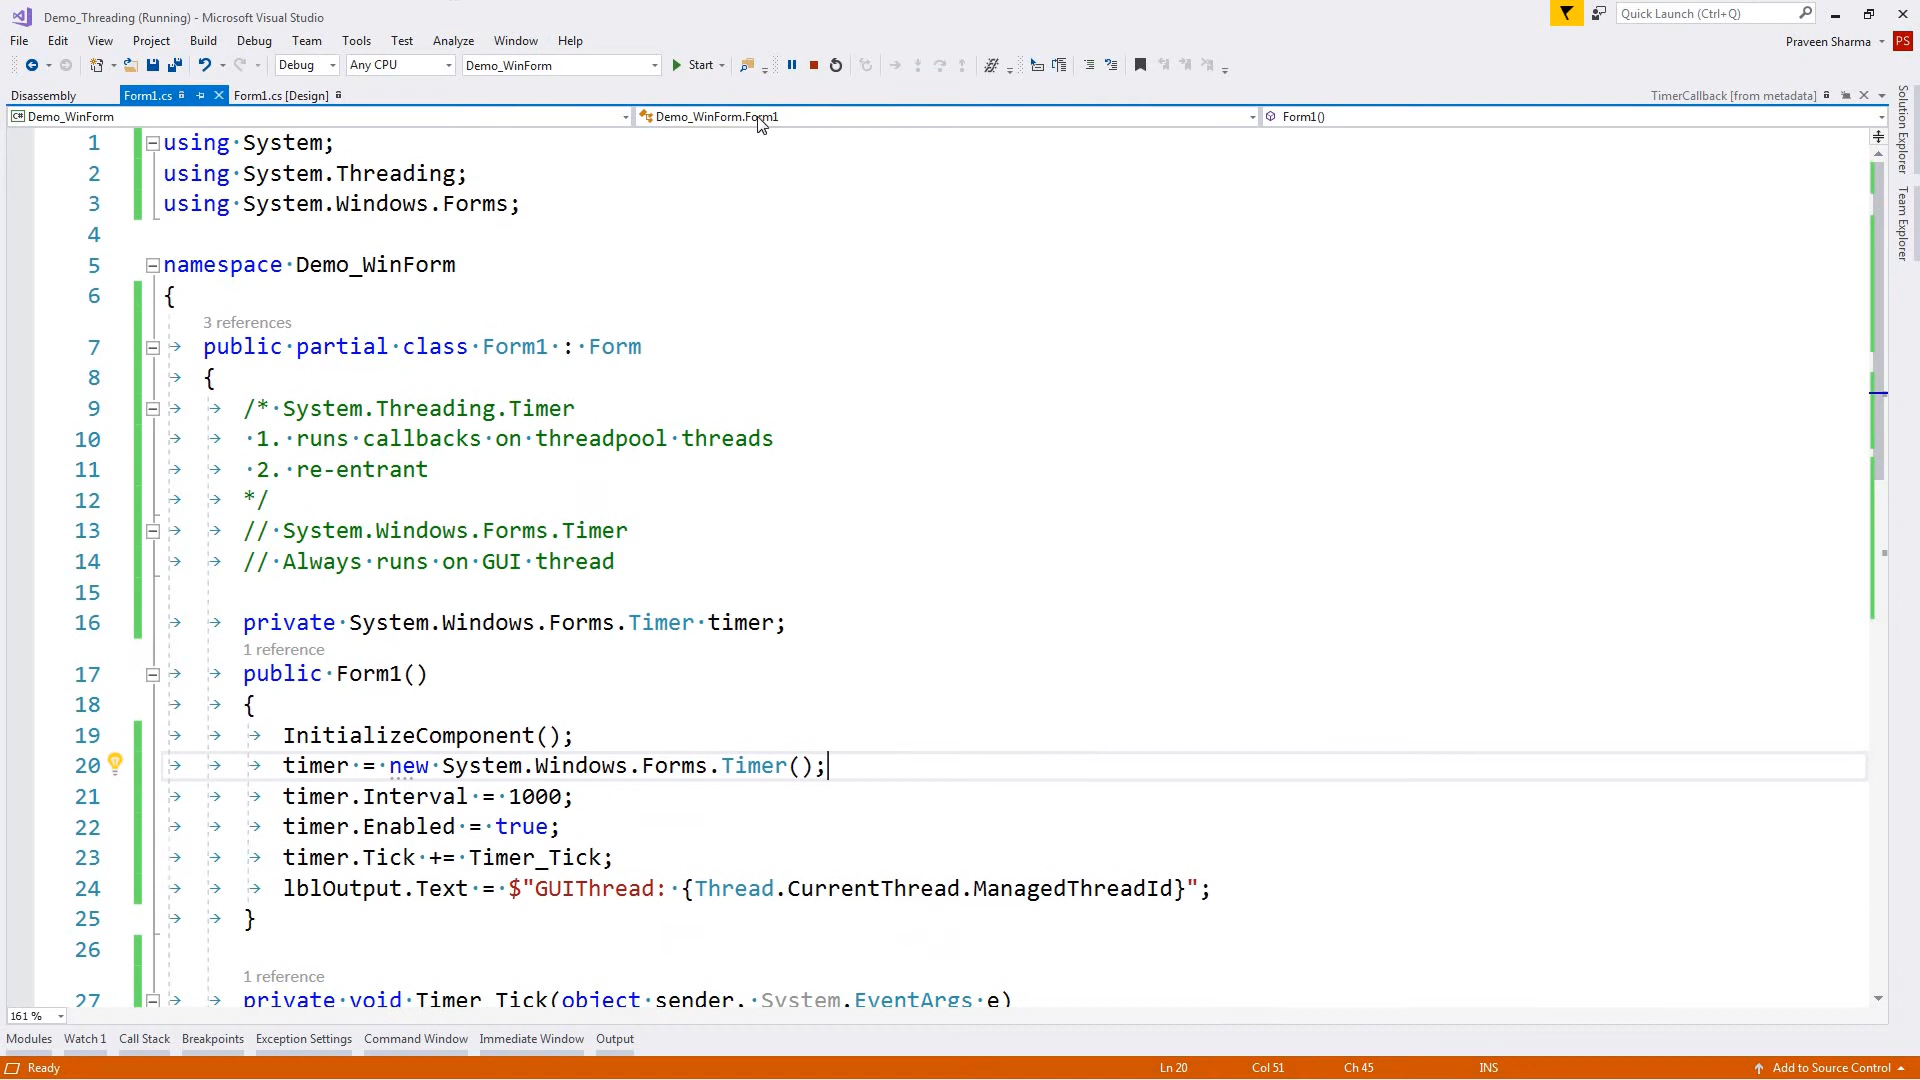 Demo_Threading (Running) - Microsoft Visual Studio
Quick Launch (Ctrl+Q)
File Edit View Project Build Debug Team Tools Test Analyze Window Help
Praveen Sharma PS
Debug Any CPU Demo_WinForm Start
Disassembly Form1.cs Form1.cs [Design] TimerCallback [from metadata]
C# Demo_WinForm Demo_WinForm.Form1 Form1()
Solution Explorer
Team Explorer
1 using System;
2 using System.Threading;
3 using System.Windows.Forms;
4
5 namespace Demo_WinForm
6 {
3 references
7 public partial class Form1 : Form
8 {
9 /* System.Threading.Timer
10 1. runs callbacks on threadpool threads
11 2. re-entrant
12 */
13 // System.Windows.Forms.Timer
14 // Always runs on GUI thread
15
16 private System.Windows.Forms.Timer timer;
1 reference
17 public Form1()
18 {
19 InitializeComponent();
20 timer = new System.Windows.Forms.Timer();
21 timer.Interval = 1000;
22 timer.Enabled = true;
23 timer.Tick += Timer_Tick;
24 lblOutput.Text = $"GUIThread: {Thread.CurrentThread.ManagedThreadId}";
25 }
26
1 reference
27 private void Timer_Tick(object sender, System.EventArgs e)
161 %
Modules Watch 1 Call Stack Breakpoints Exception Settings Command Window Immediate Window Output
Ready Ln 20 Col 51 Ch 45 INS Add to Source Control